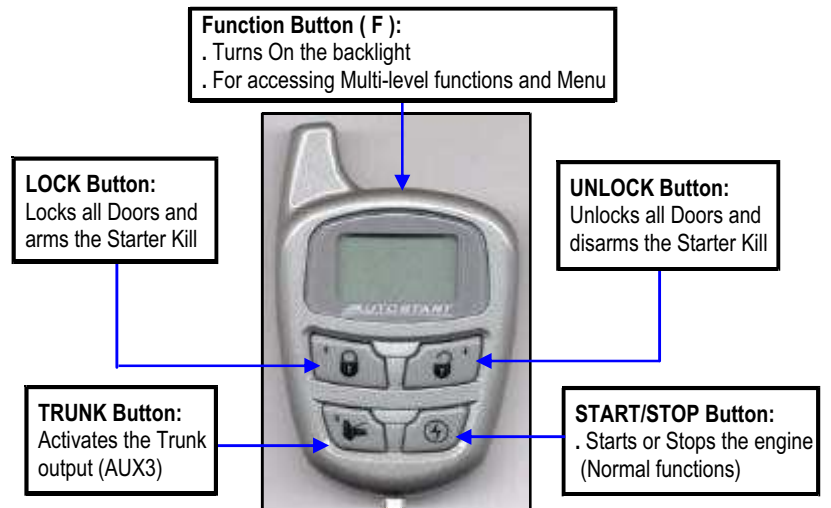 Function Button ( F ):
. Turns On the backlight
. For accessing Multi-level functions and Menu
LOCK Button:
Locks all Doors and
arms the Starter Kill
UNLOCK Button:
Unlocks all Doors and
disarms the Starter Kill
AUTOSTART
TRUNK Button:
Activates the Trunk
output (AUX3)
START/STOP Button:
. Starts or Stops the engine
(Normal functions)